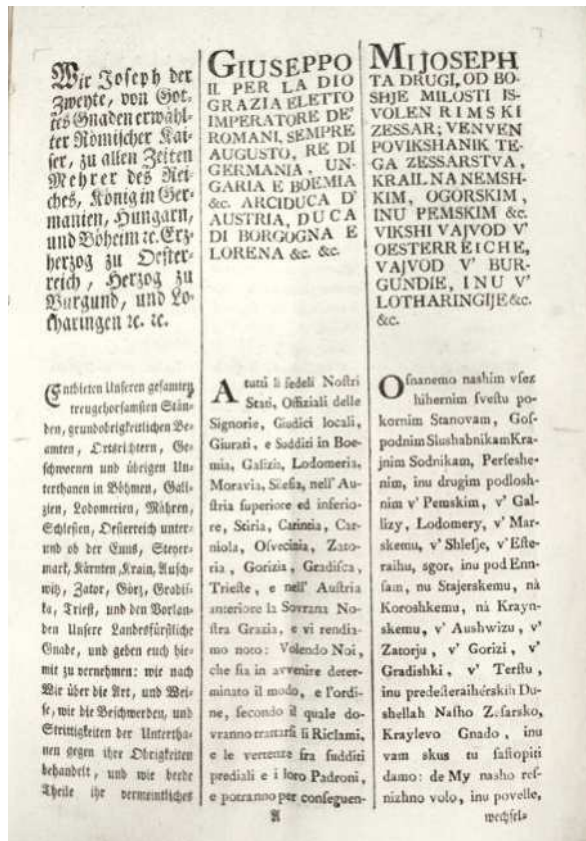 Wir Joseph der
Zweyte, von Got-
tes Gnaden erwähl-
ter Römischer Kai-
ser, zu allen Zeiten
Mehrer des Rei-
ches, König in Ger-
manien, Hungarn,
und Böheim ꝛc. Erz-
herzog zu Oester-
reich, Herzog zu
Burgund, und Lo-
tharingen ꝛc. ꝛc.
Entbieten Unseren gesamten
treugehorsamsten Stän-
den, grundobrigkeitlichen Be-
amten, Ortsrichtern, Ge-
schwornen und übrigen Un-
terthanen in Böhmen, Gall-
zien, Lodomerien, Mähren,
Schlesien, Oesterreich unter-
und ob der Enns, Steyer-
mark, Kärnten, Krain, Ausch-
witz, Zator, Görz, Gradis-
ka, Triest, und den Vorlan-
den Unsere Landesfürstliche
Gnade, und geben euch hie-
mit zu vernehmen: wie nach
Wir über die Art, und Wei-
se, wie die Beschwerden, und
Strittigkeiten der Untertha-
nen gegen ihre Obrigkeiten
behandelt, und wie beede
Theile ihr vermeintliches
GIUSEPPO
II. PER LA DIO
GRAZIA ELETTO
IMPERATORE DE'
ROMANI, SEMPRE
AUGUSTO, RE DI
GERMANIA, UN-
GARIA E BOEMIA
&c. ARCIDUCA D'
AUSTRIA, DUCA
DI BORGOGNA E
LORENA &c. &c.
A tutti li fedeli Nostri
Stati, Offiziali delle
Signorie, Giudici locali,
Giurati, e Sudditi in Boe-
mia, Galizia, Lodomeria,
Moravia, Slesia, nell' Au-
stria superiore ed inferio-
re, Stiria, Carintia, Car-
niola, Osvecinia, Zato-
ria, Gorizia, Gradisca,
Trieste, e nell' Austria
anteriore la Sovrana No-
stra Grazia, e vi rendia-
mo noto: Volendo Noi,
che sia in avvenire deter-
minato il modo, e l'ordi-
ne, secondo il quale do-
vranno trattarsi li Riclami,
e le vertenze fra sudditi
prediali e i loro Padroni,
e potranno per conseguen-
A
MI JOSEPH
TA DRUGI, OD BO-
SHJE MILOSTI IS-
VOLEN RIMSKI
ZESSAR; VENVEN
POVIKSHANIK TE-
GA ZESSARSTVA,
KRAIL NA NEMSH-
KIM, OGORSKIM,
INU PEMSKIM &c.
VIKSHI VAJVOD V'
OESTERREICHE,
VAJVOD V' BUR-
GUNDIE, INU V'
LOTHARINGIJE &c.
&c.
Osnanemo nashim vsez
hihernim svestu po-
kornim Stanovam, Gos-
podnim Slushabnikam Kra-
jnim Sodnikam, Perseshe-
nim, inu drugim podlosh-
nim v' Pemskim, v' Gal-
lizy, Lodomery, v' Mar-
skemu, v' Shlesje, v' Este-
raihu, sgor, inu pod Enn-
sam, nu Stajerskemu, nà
Koroshkemu, nà Krayn-
skemu, v' Aushwizu, v'
Zatorju, v' Gorizi, v'
Gradishki, v' Terstu,
inu predesteraihérskih Du-
shellah Nasho Zesarsko,
Kraylevo Gnado, inu
vam skus tu sastopiti
damo: de My nasho res-
nizhno volo, inu povelle,
wechsel-